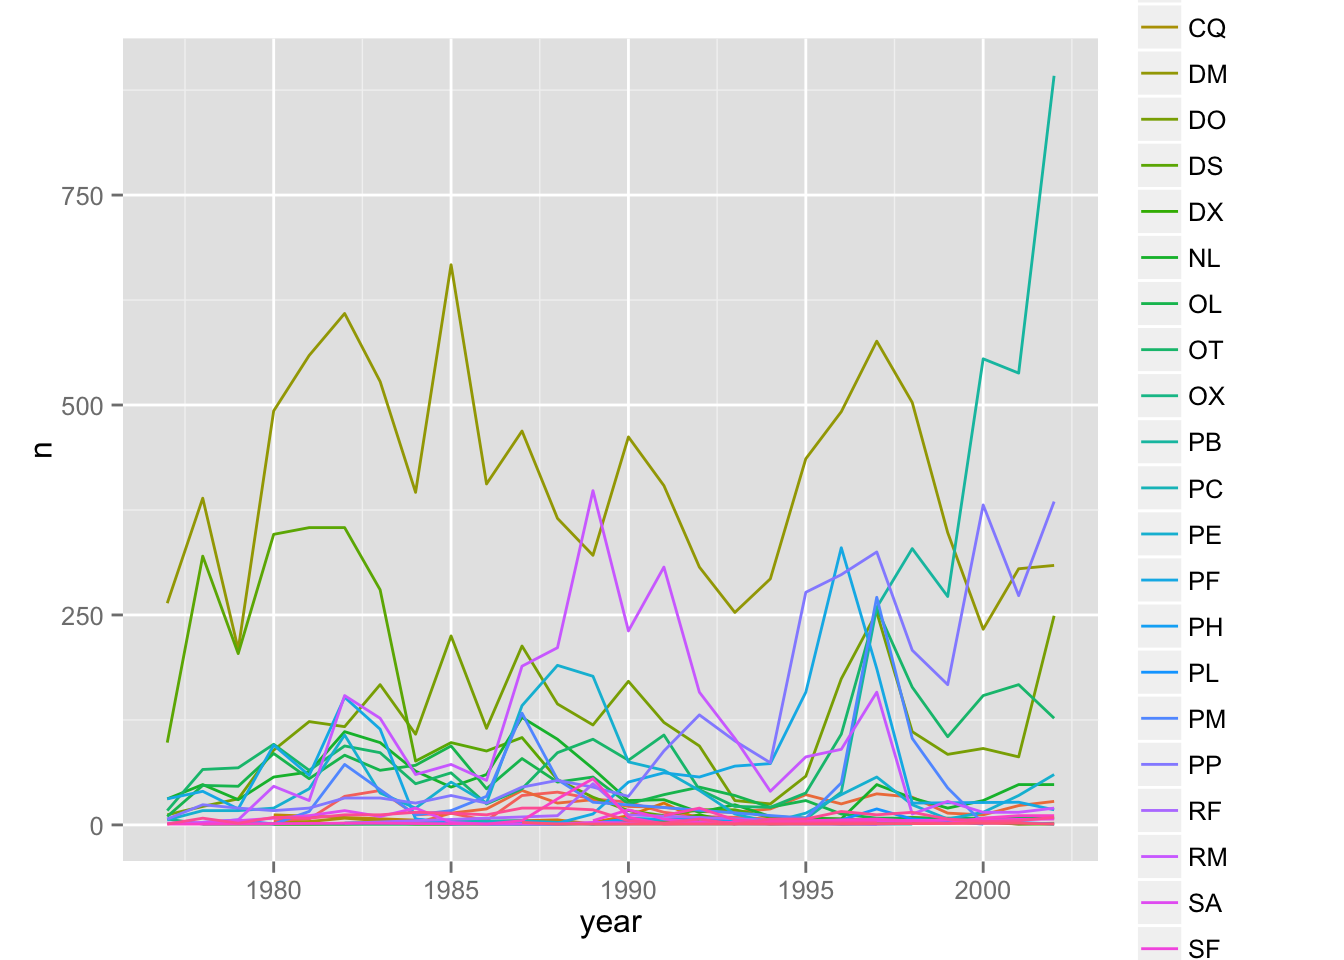 CQ
DM
DO
DS
DX
NL
OL
OT
OX
PB
PC
PE
PF
PH
PL
PM
PP
RF
RM
SA
SF
750
500
250
0
n
1980 1985 1990 1995 2000
year